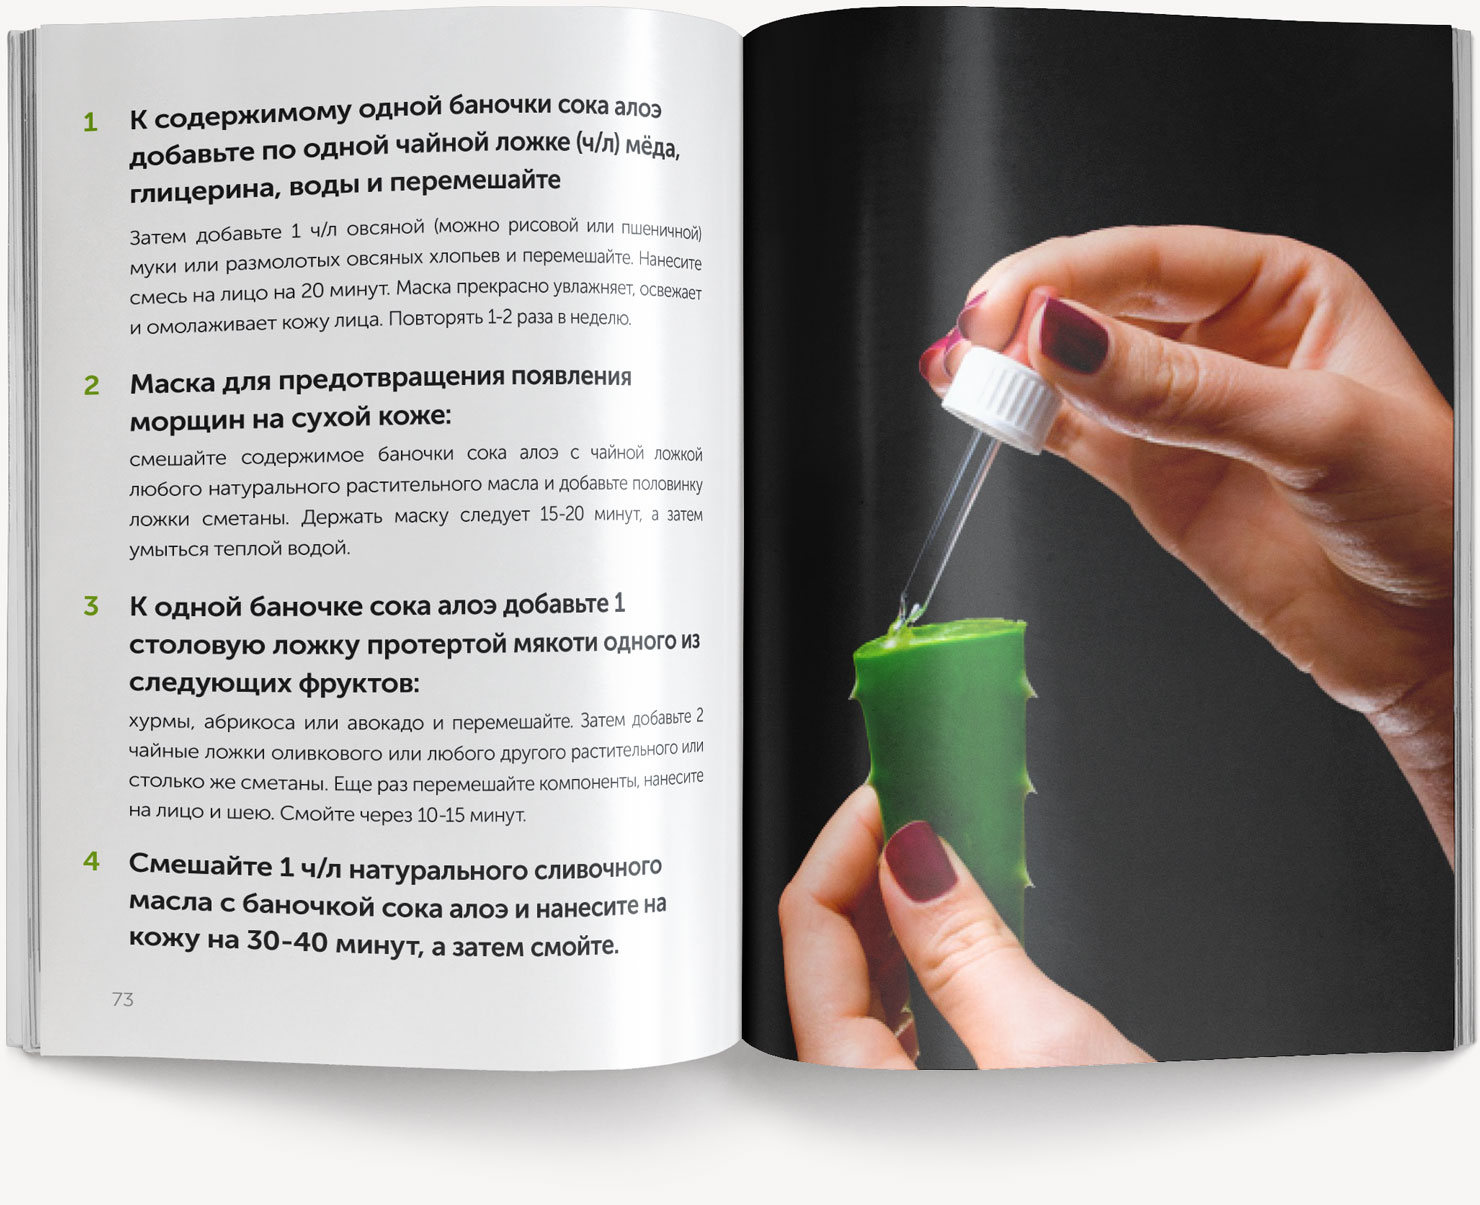 1 К содержимому одной баночки сока алоэ
добавьте по одной чайной ложке (ч/л) мёда,
глицерина, воды и перемешайте
Затем добавьте 1 ч/л овсяной (можно рисовой или пшеничной)
муки или размолотых овсяных хлопьев и перемешайте. Нанесите
смесь на лицо на 20 минут. Маска прекрасно увлажняет, освежает
и омолаживает кожу лица. Повторять 1-2 раза в неделю.
2 Маска для предотвращения появления
морщин на сухой коже:
смешайте содержимое баночки сока алоэ с чайной ложкой
любого натурального растительного масла и добавьте половинку
ложки сметаны. Держать маску следует 15-20 минут, а затем
умыться теплой водой.
3 К одной баночке сока алоэ добавьте 1
столовую ложку протертой мякоти одного из
следующих фруктов:
хурмы, абрикоса или авокадо и перемешайте. Затем добавьте 2
чайные ложки оливкового или любого другого растительного или
столько же сметаны. Еще раз перемешайте компоненты, нанесите
на лицо и шею. Смойте через 10-15 минут.
4 Смешайте 1 ч/л натурального сливочного
масла с баночкой сока алоэ и нанесите на
кожу на 30-40 минут, а затем смойте.
73